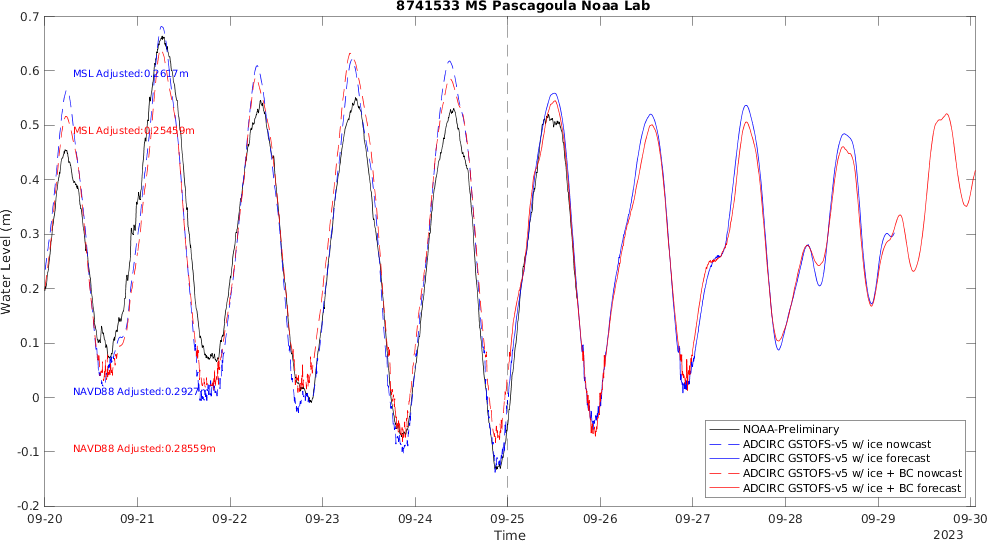 8741533 MS Pascagoula Noaa Lab
0.7
0.6
0.5
0.4
0.3
0.2
0.1
0
-0.1
-0.2
Water Level (m)
MSL Adjusted:0.2617m
MSL Adjusted:0.25459m
NAVD88 Adjusted:0.2927m
NAVD88 Adjusted:0.28559m
NOAA-Preliminary
ADCIRC GSTOFS-v5 w/ ice nowcast
ADCIRC GSTOFS-v5 w/ ice forecast
ADCIRC GSTOFS-v5 w/ ice + BC nowcast
ADCIRC GSTOFS-v5 w/ ice + BC forecast
09-20 09-21 09-22 09-23 09-24 09-25 09-26 09-27 09-28 09-29 09-30
Time
2023